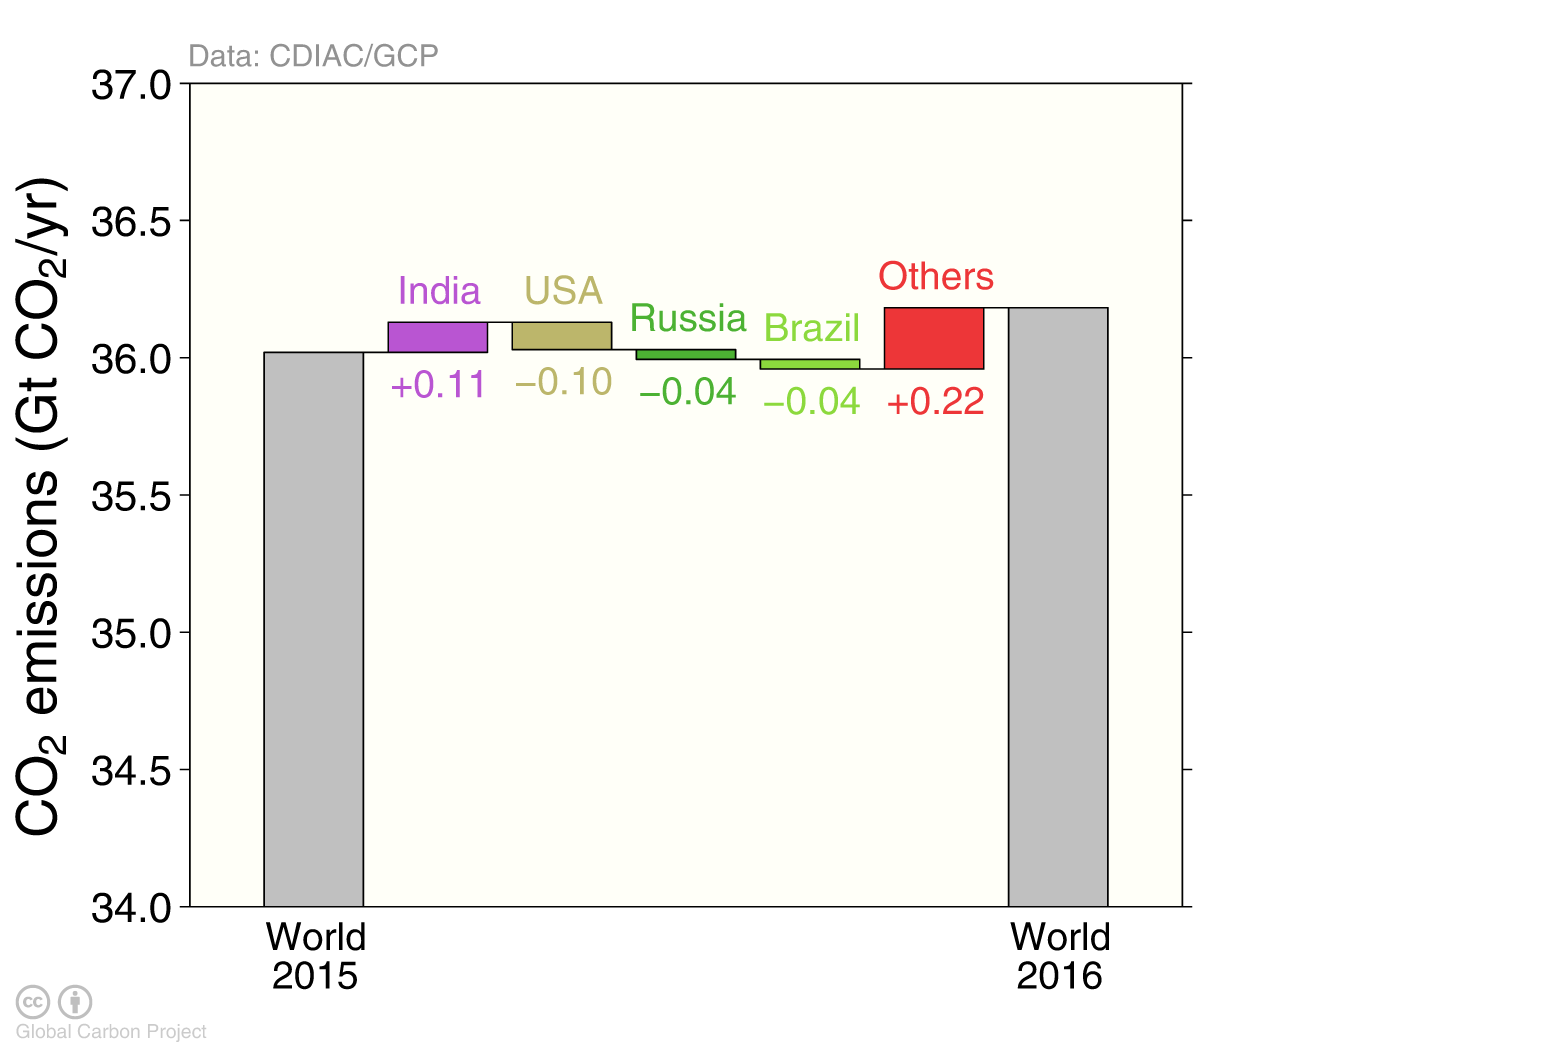 Data: CDIAC/GCP
CO₂ emissions (Gt CO₂/yr)
37.0
36.5
36.0
35.5
35.0
34.5
34.0
India
+0.11
USA
−0.10
Russia
−0.04
Brazil
−0.04
Others
+0.22
World
2015
World
2016
cc
Global Carbon Project